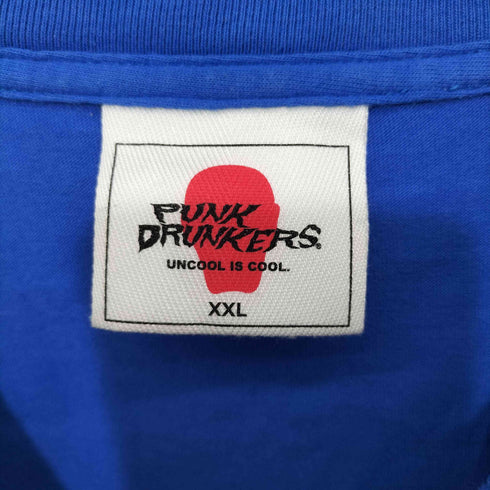 PUNK
DRUNKERS®
UNCOOL IS COOL.
XXL